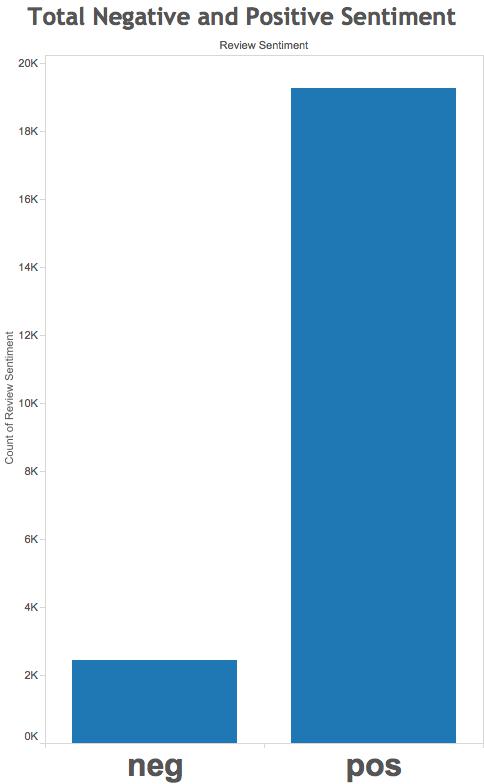 Total Negative and Positive Sentiment
Review Sentiment
20K
18K
16K
14K
12K
10K
8K
6K
4K
2K
0K
Count of Review Sentiment
neg
pos